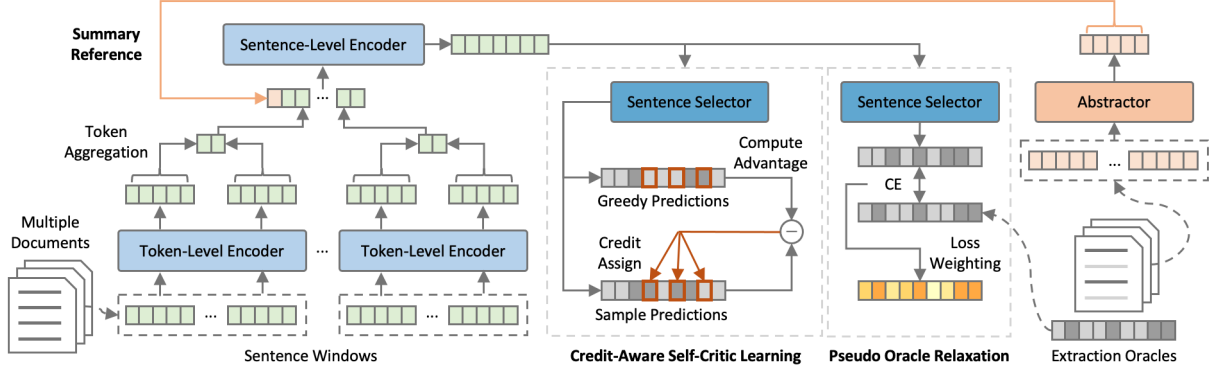 Summary
Reference
Sentence-Level Encoder
...
Token
Aggregation
Multiple
Documents
Token-Level Encoder
...
Token-Level Encoder
...
...
Sentence Windows
Sentence Selector
Compute
Advantage
Greedy Predictions
Credit
Assign
Sample Predictions
Credit-Aware Self-Critic Learning
Sentence Selector
CE
Loss
Weighting
Pseudo Oracle Relaxation
Abstractor
...
Extraction Oracles